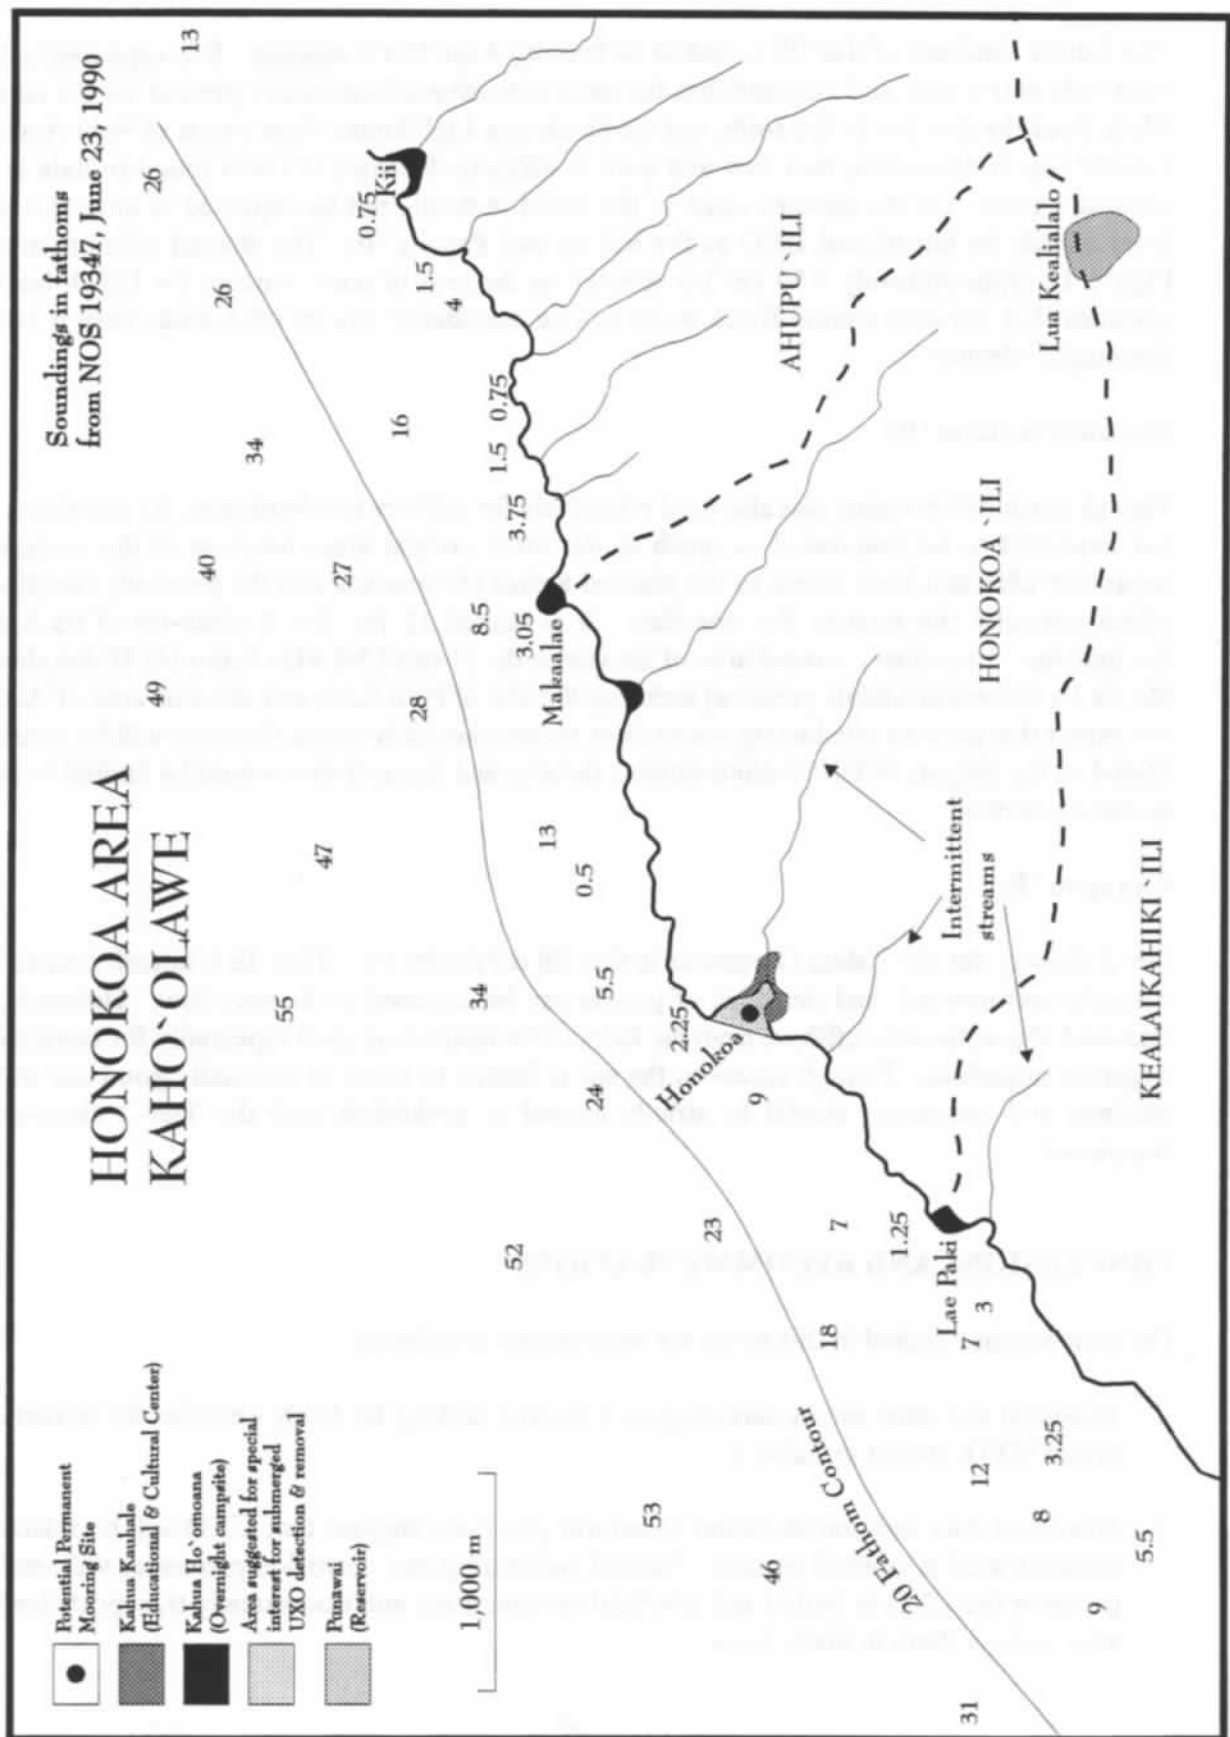 HONOKOA AREA
KAHO`OLAWE
Sounding in fathoms
from NOS 19347, June 23, 1990
Potential Permanent
Mooring Site
Kahua Kauhale
(Educational & Cultural Center)
Kahua Ho`omoana
(Overnight campsite)
Area suggested for special
interest for submerged
UXO detection & removal
Punawai
(Reservoir)
1,000 m
13
26
26
34
40
49
16
27
28
47
55
34
13
0.5
5.5
24
52
23
7
18
53
46
31
20 Fathom Contour
12
3.25
8
5.5
9
7
3
1.25
9
2.25
8.5
3.05
3.75
1.5
0.75
4
1.5
0.75
Kii
Makaalae
Honokoa
Lae Paki
AHUPU `ILI
Lua Kealialalo
HONOKOA `ILI
Intermittent
streams
KEALAIKAHIKI `ILI